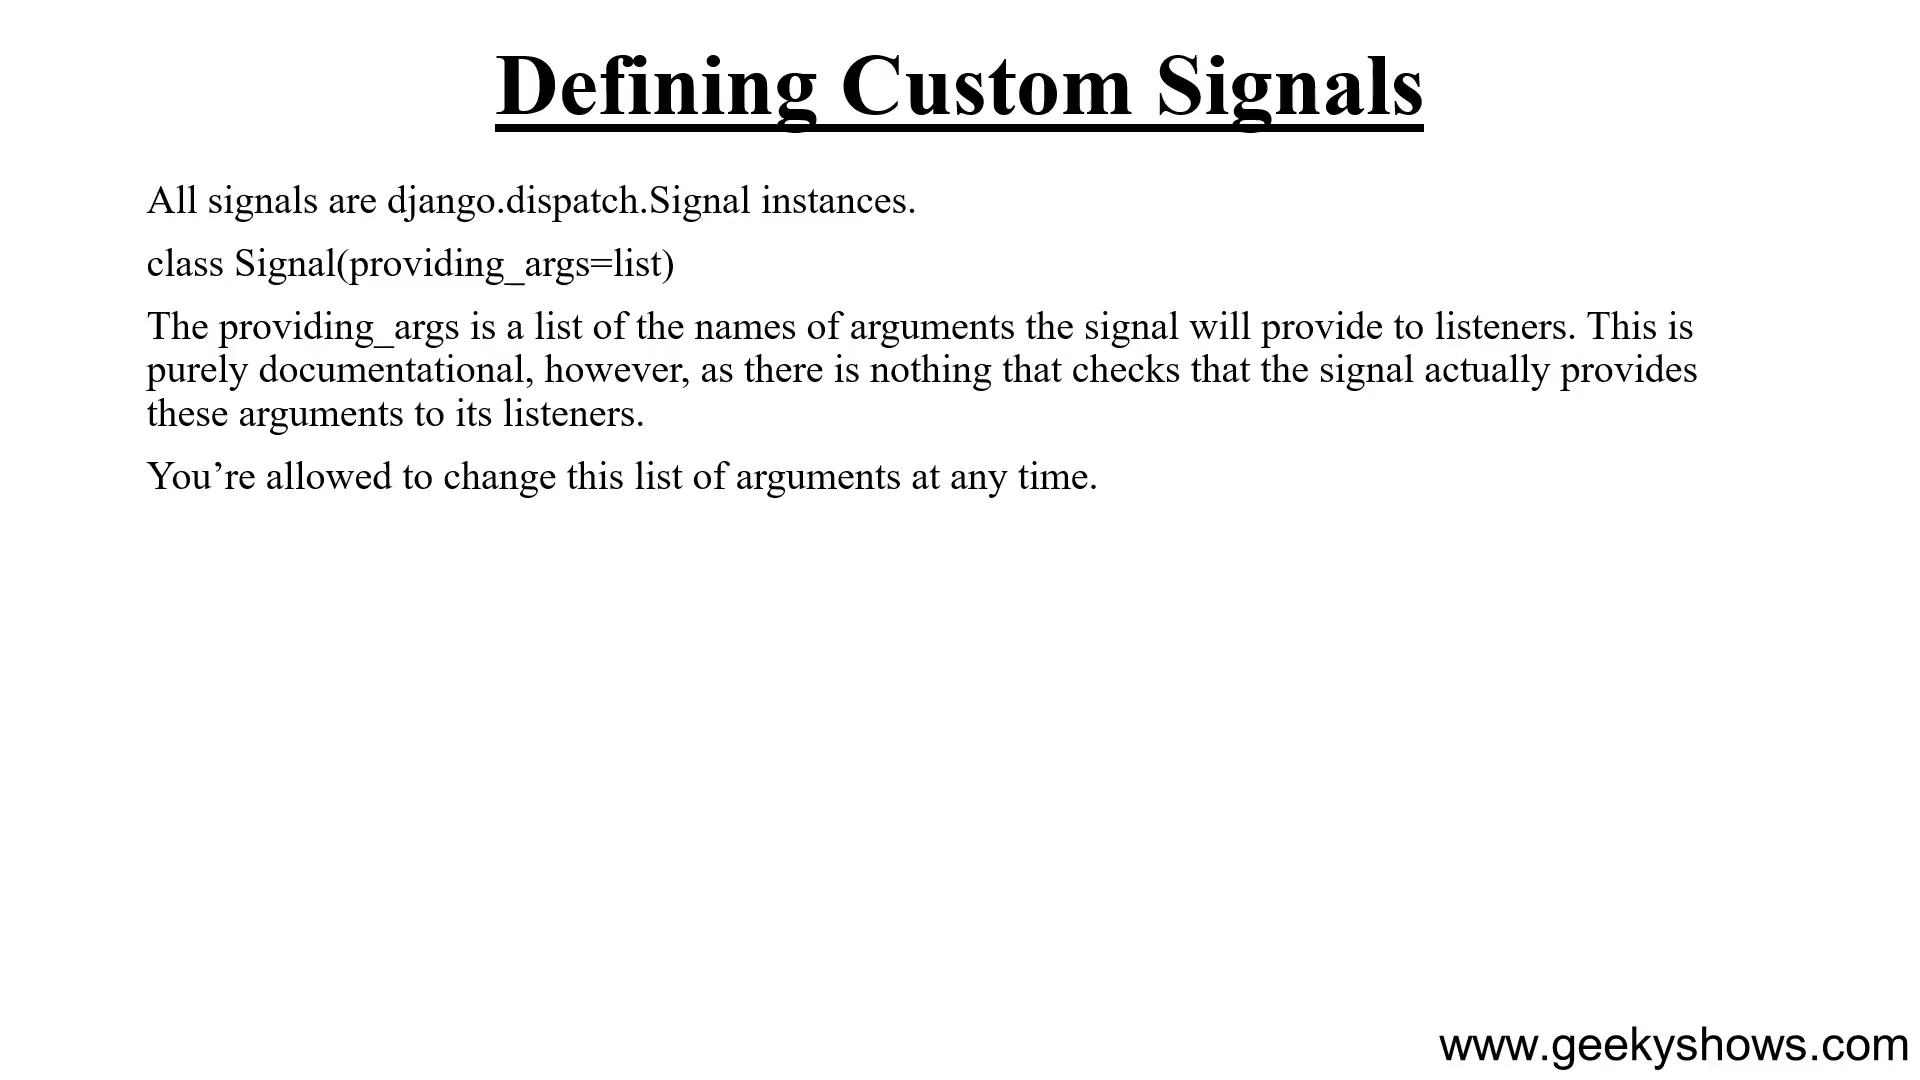 Defining Custom Signals
All signals are django.dispatch.Signal instances.
class Signal(providing_args=list)
The providing_args is a list of the names of arguments the signal will provide to listeners. This is
purely documentational, however, as there is nothing that checks that the signal actually provides
these arguments to its listeners.
You’re allowed to change this list of arguments at any time.
www.geekyshows.com